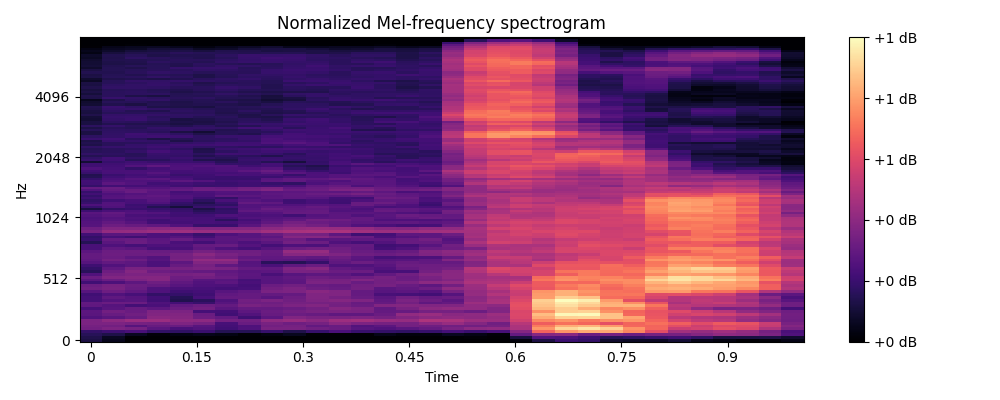 Normalized Mel-frequency spectrogram
Hz
4096
2048
1024
512
0
0 0.15 0.3 0.45 0.6 0.75 0.9
Time
+1 dB
+1 dB
+1 dB
+0 dB
+0 dB
+0 dB